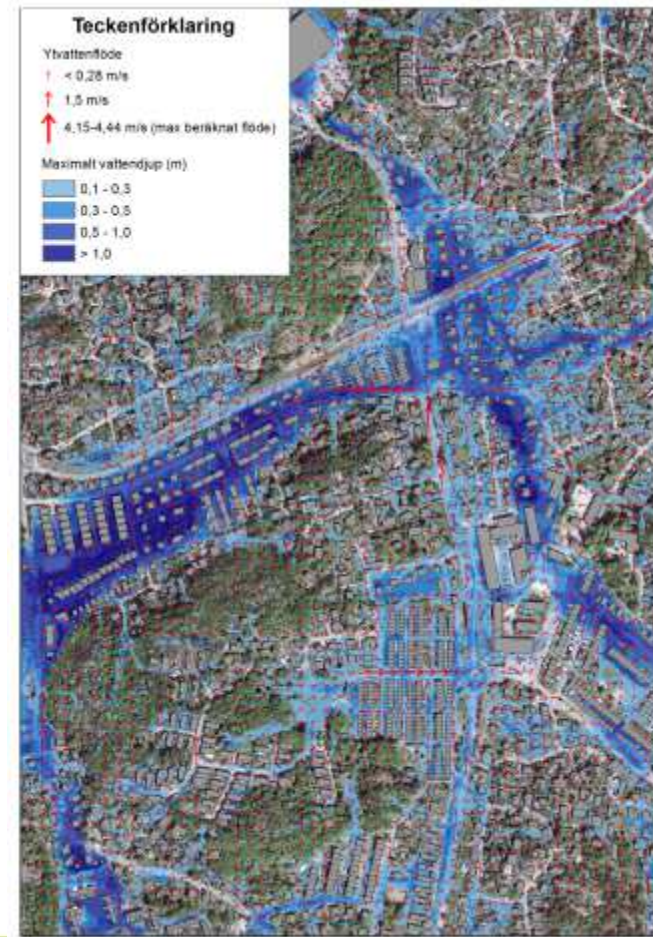 Teckenförklaring
Ytvattenflöde
< 0,28 m/s
1,5 m/s
4,15-4,44 m/s (max beräknat flöde)
Maximalt vattendjup (m)
0,1 - 0,3
0,3 - 0,5
0,5 - 1,0
> 1,0